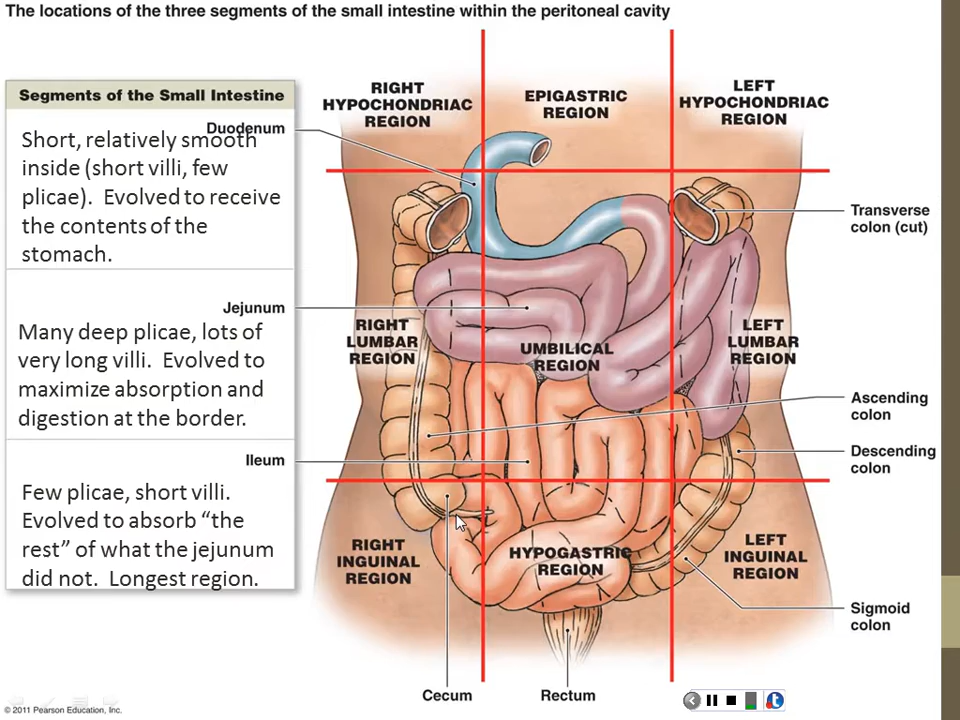 The locations of the three segments of the small intestine within the peritoneal cavity
Segments of the Small Intestine
Duodenum
Short, relatively smooth
inside (short villi, few
plicae). Evolved to receive
the contents of the
stomach.
Jejunum
Many deep plicae, lots of
very long villi. Evolved to
maximize absorption and
digestion at the border.
Ileum
Few plicae, short villi.
Evolved to absorb “the
rest” of what the jejunum
did not. Longest region.
RIGHT
HYPOCHONDRIAC
REGION
EPIGASTRIC
REGION
LEFT
HYPOCHONDRIAC
REGION
RIGHT
LUMBAR
REGION
UMBILICAL
REGION
LEFT
LUMBAR
REGION
RIGHT
INGUINAL
REGION
HYPOGASTRIC
REGION
LEFT
INGUINAL
REGION
Transverse
colon (cut)
Ascending
colon
Descending
colon
Sigmoid
colon
Cecum
Rectum
© 2011 Pearson Education, Inc.